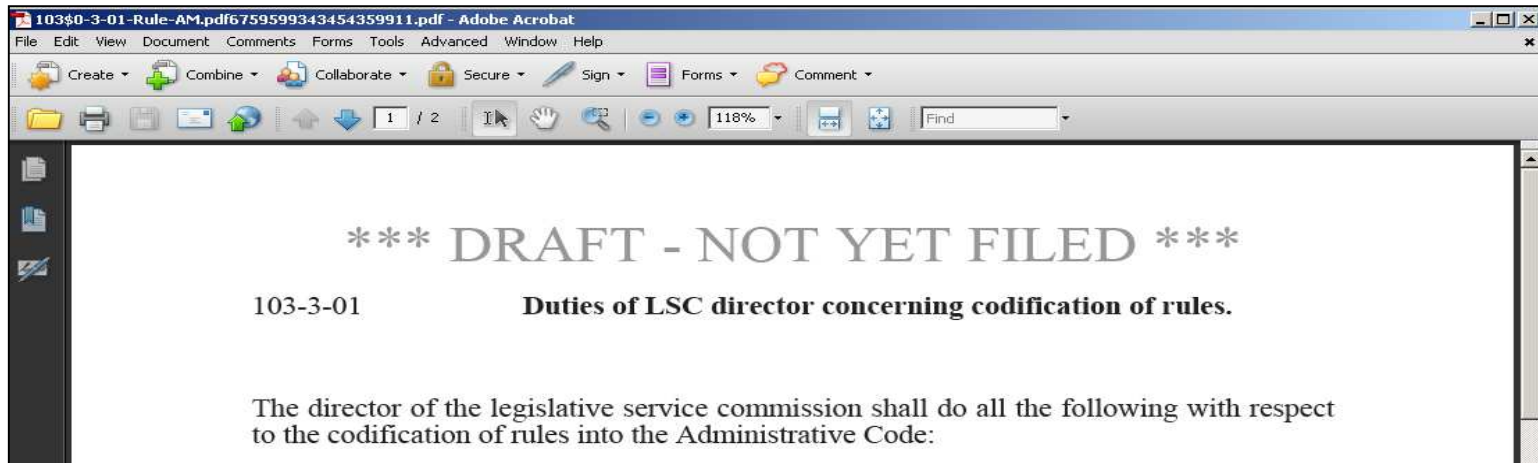 103$0-3-01-Rule-AM.pdf6759599343454359911.pdf - Adobe Acrobat
File Edit View Document Comments Forms Tools Advanced Window Help
Create Combine Collaborate Secure Sign Forms Comment
1 / 2 118% Find
*** DRAFT - NOT YET FILED ***
103-3-01 Duties of LSC director concerning codification of rules.
The director of the legislative service commission shall do all the following with respect
to the codification of rules into the Administrative Code: